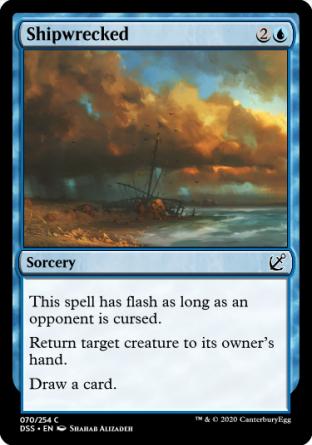 Shipwrecked 2
Sorcery
This spell has flash as long as an
opponent is cursed.
Return target creature to its owner's
hand.
Draw a card.
070/254 C
DSS • EN Shahab Alizadeh ™ & © 2020 CanterburyEgg